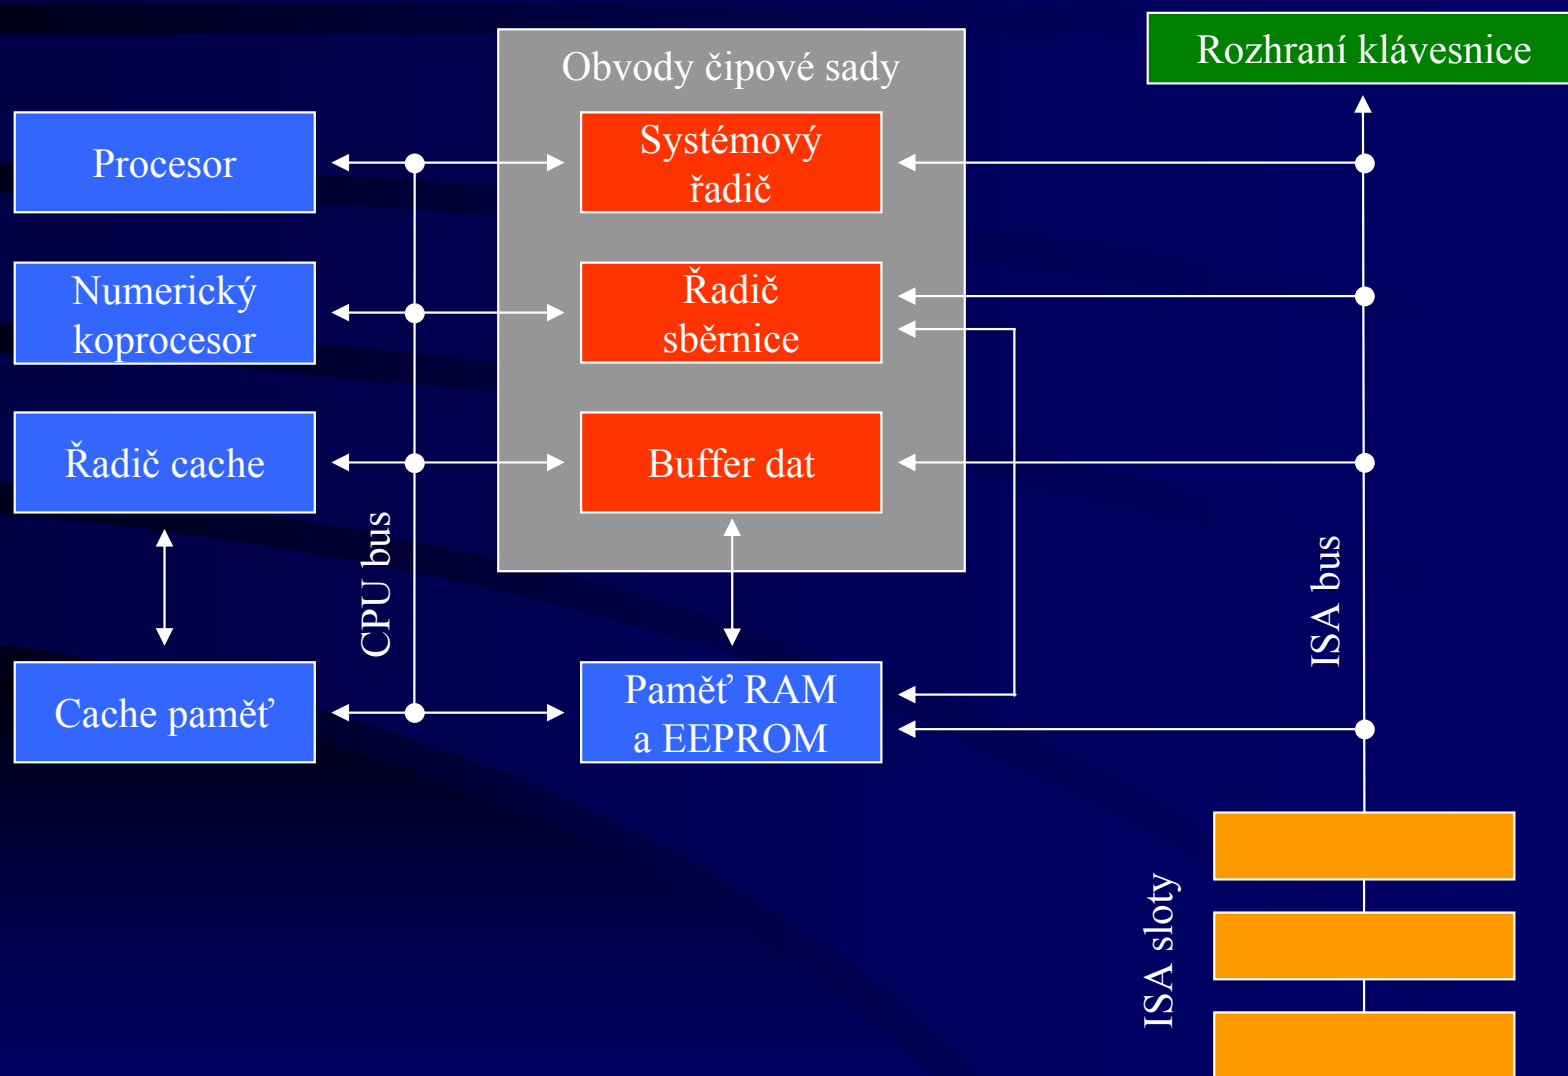 Obvody čipové sady
Rozhraní klávesnice
Procesor
Systémový
řadič
Numerický
koprocesor
Řadič
sběrnice
Řadič cache
Buffer dat
CPU bus
ISA bus
Cache paměť
Paměť RAM
a EEPROM
ISA sloty